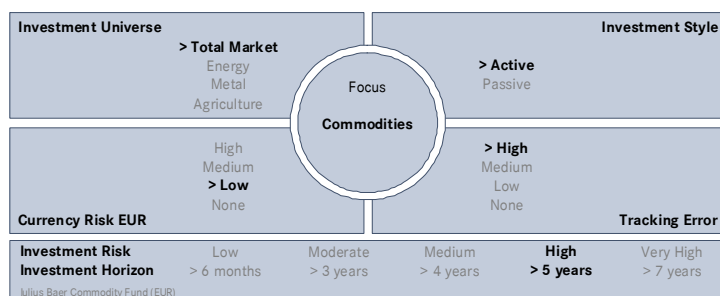 Investment Universe
> Total Market
Energy
Metal
Agriculture
Investment Style
> Active
Passive
Focus
Commodities
High
Medium
> Low
None
Currency Risk EUR
> High
Medium
Low
None
Tracking Error
Investment Risk Low Moderate Medium High Very High
Investment Horizon > 6 months > 3 years > 4 years > 5 years > 7 years
Julius Baer Commodity Fund (EUR)